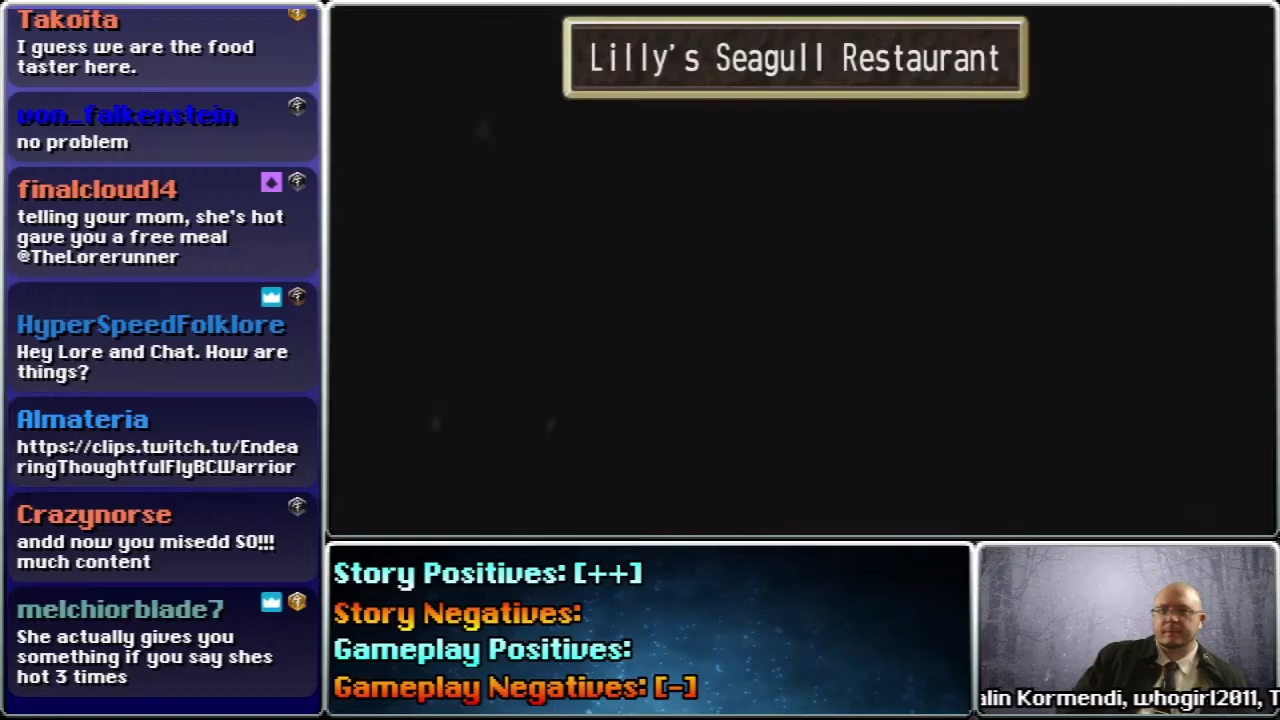 Takoita
I guess we are the food
taster here.
von_falkenstein
no problem
finalcloud14
telling your mom, she's hot
gave you a free meal
@TheLorerunner
HyperSpeedFolklore
Hey Lore and Chat. How are
things?
Almateria
https://clips.twitch.tv/Endea
ringThoughtfulFlyBCWarrior
Crazynorse
andd now you misedd SO!!!
much content
melchiorblade7
She actually gives you
something if you say shes
hot 3 times
Lilly's Seagull Restaurant
Story Positives: [++]
Story Negatives:
Gameplay Positives:
Gameplay Negatives: [-]
alin Kormendi, whogirl2011, T